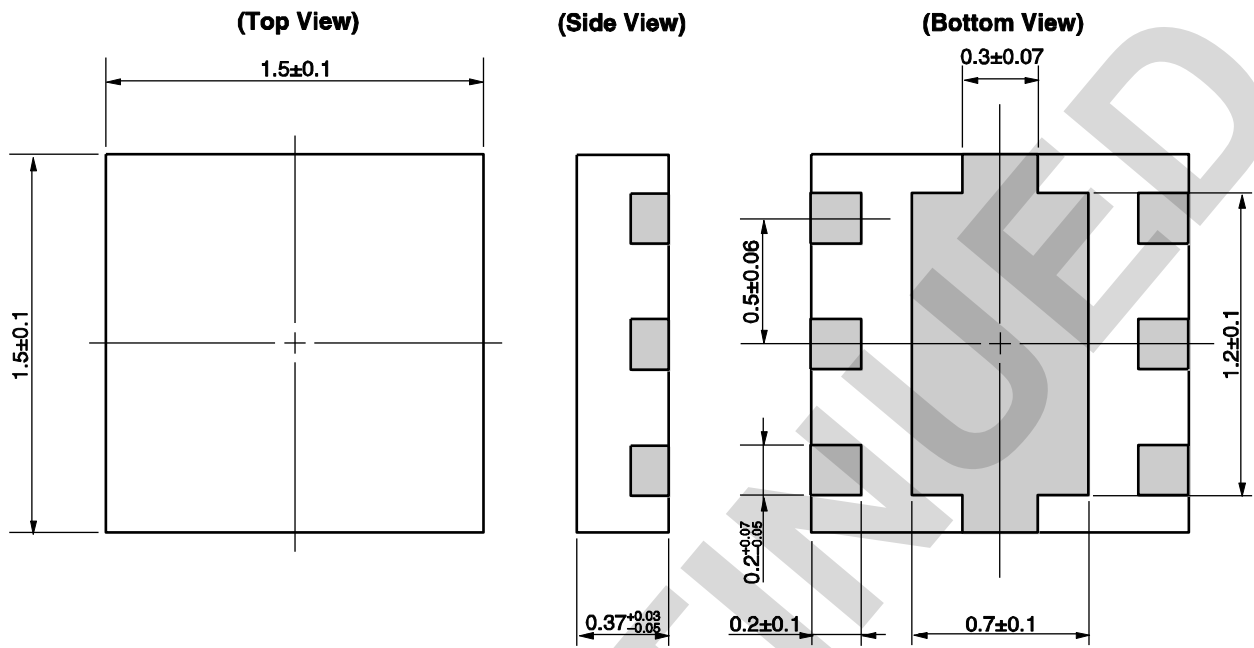 (Top View)
(Side View)
(Bottom View)
1.5±0.1
0.3±0.07
1.5±0.1
0.5±0.06
1.2±0.1
0.2+0.07 −0.05
0.37+0.03 −0.05
0.2±0.1
0.7±0.1
TINUED